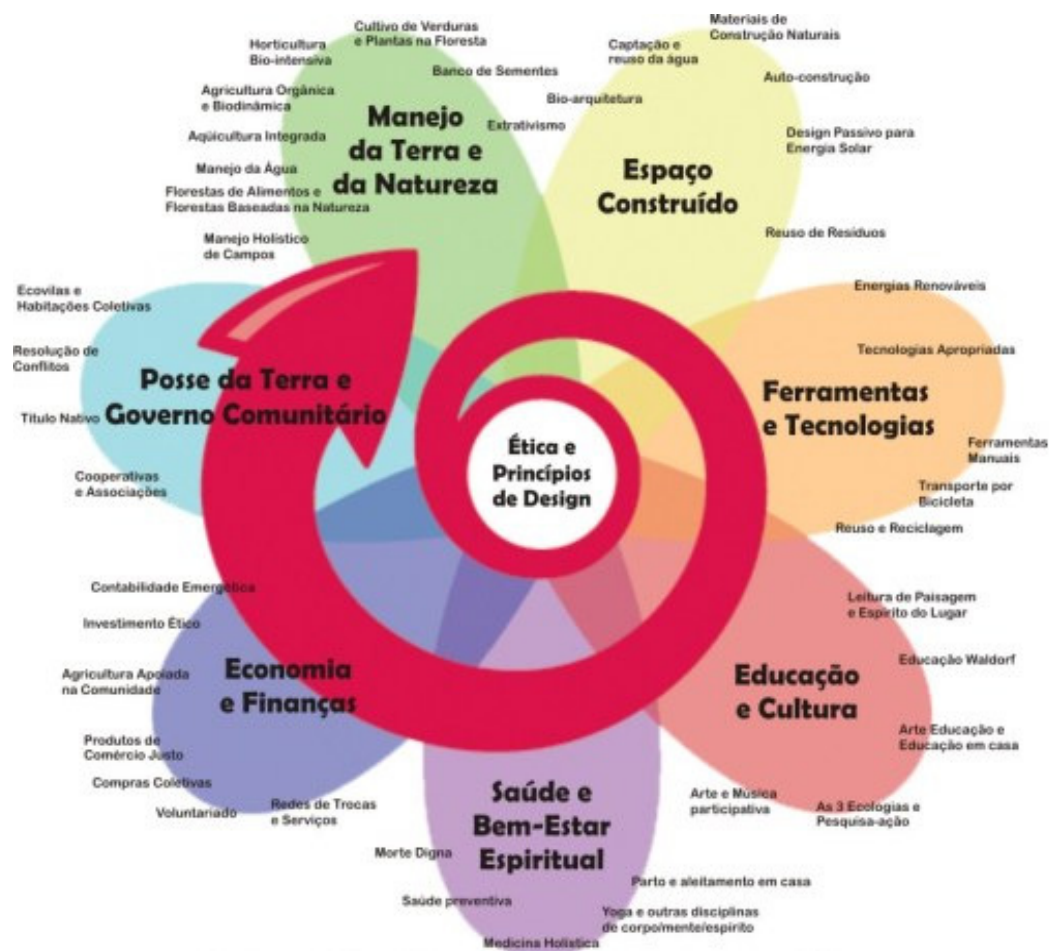 Cultivo de Verduras
e Plantas na Floresta
Horticultura
Bio-intensiva
Banco de Sementes
Agricultura Orgânica
e Biodinâmica
Extrativismo
Aqüicultura Integrada
Manejo da Água
Florestas de Alimentos e
Florestas Baseadas na Natureza
Manejo Holístico
de Campos
Manejo
da Terra e
da Natureza
Materiais de
Construção Naturais
Captação e
reuso da água
Auto-construção
Bio-arquitetura
Design Passivo para
Energia Solar
Reuso de Resíduos
Espaço
Construído
Energias Renováveis
Tecnologias Apropriadas
Ferramentas
Manuais
Transporte por
Bicicleta
Reuso e Reciclagem
Ferramentas
e Tecnologias
Ecovilas e
Habitações Coletivas
Resolução de
Conflitos
Título Nativo
Cooperativas
e Associações
Posse da Terra e
Governo Comunitário
Ética e
Princípios
de Design
Contabilidade Emergética
Investimento Ético
Agricultura Apoiada
na Comunidade
Produtos de
Comércio Justo
Compras Coletivas
Voluntariado
Redes de Trocas
e Serviços
Economia
e Finanças
Leitura de Paisagem
e Espírito do Lugar
Educação Waldorf
Arte Educação e
Educação em casa
As 3 Ecologias e
Pesquisa-ação
Arte e Música
participativa
Educação
e Cultura
Saúde e
Bem-Estar
Espiritual
Morte Digna
Saúde preventiva
Medicina Holística
Parto e aleitamento em casa
Yoga e outras disciplinas
de corpo/mente/espírito